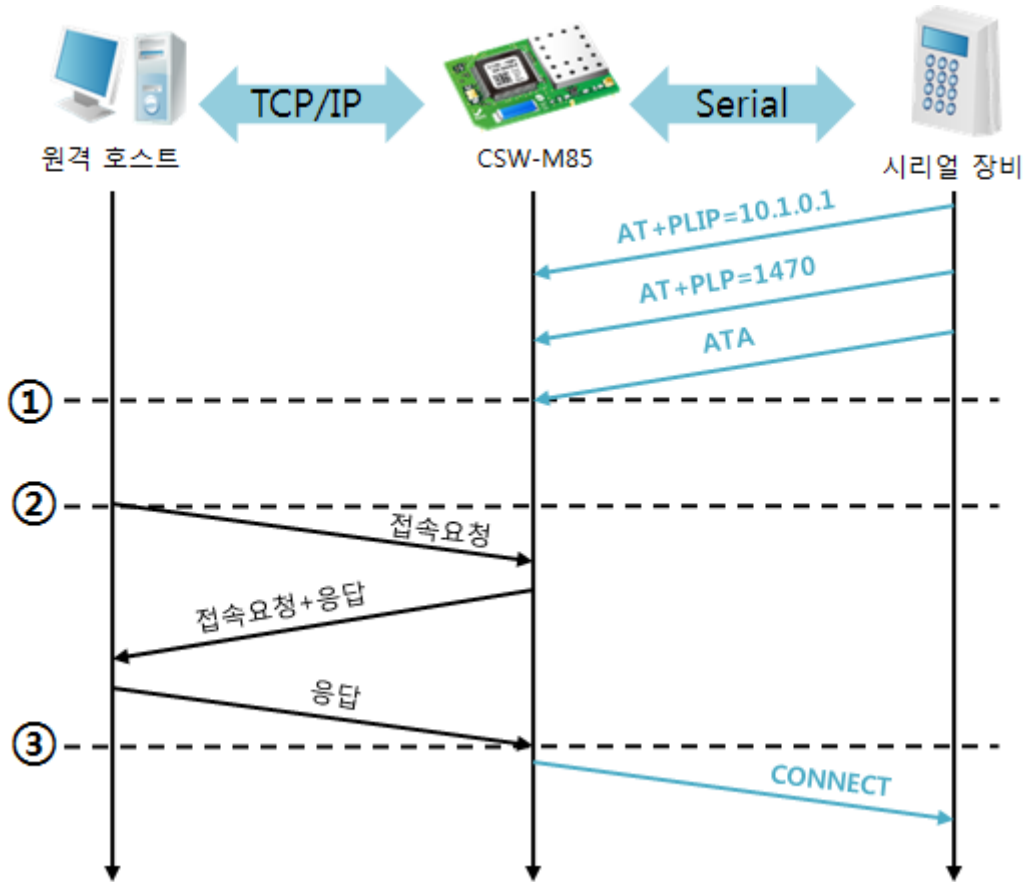 TCP/IP
Serial
원격 호스트
CSW-M85
시리얼 장비
AT+PLIP=10.1.0.1
AT+PLP=1470
ATA
①
②
접속요청
접속요청+응답
응답
③
CONNECT